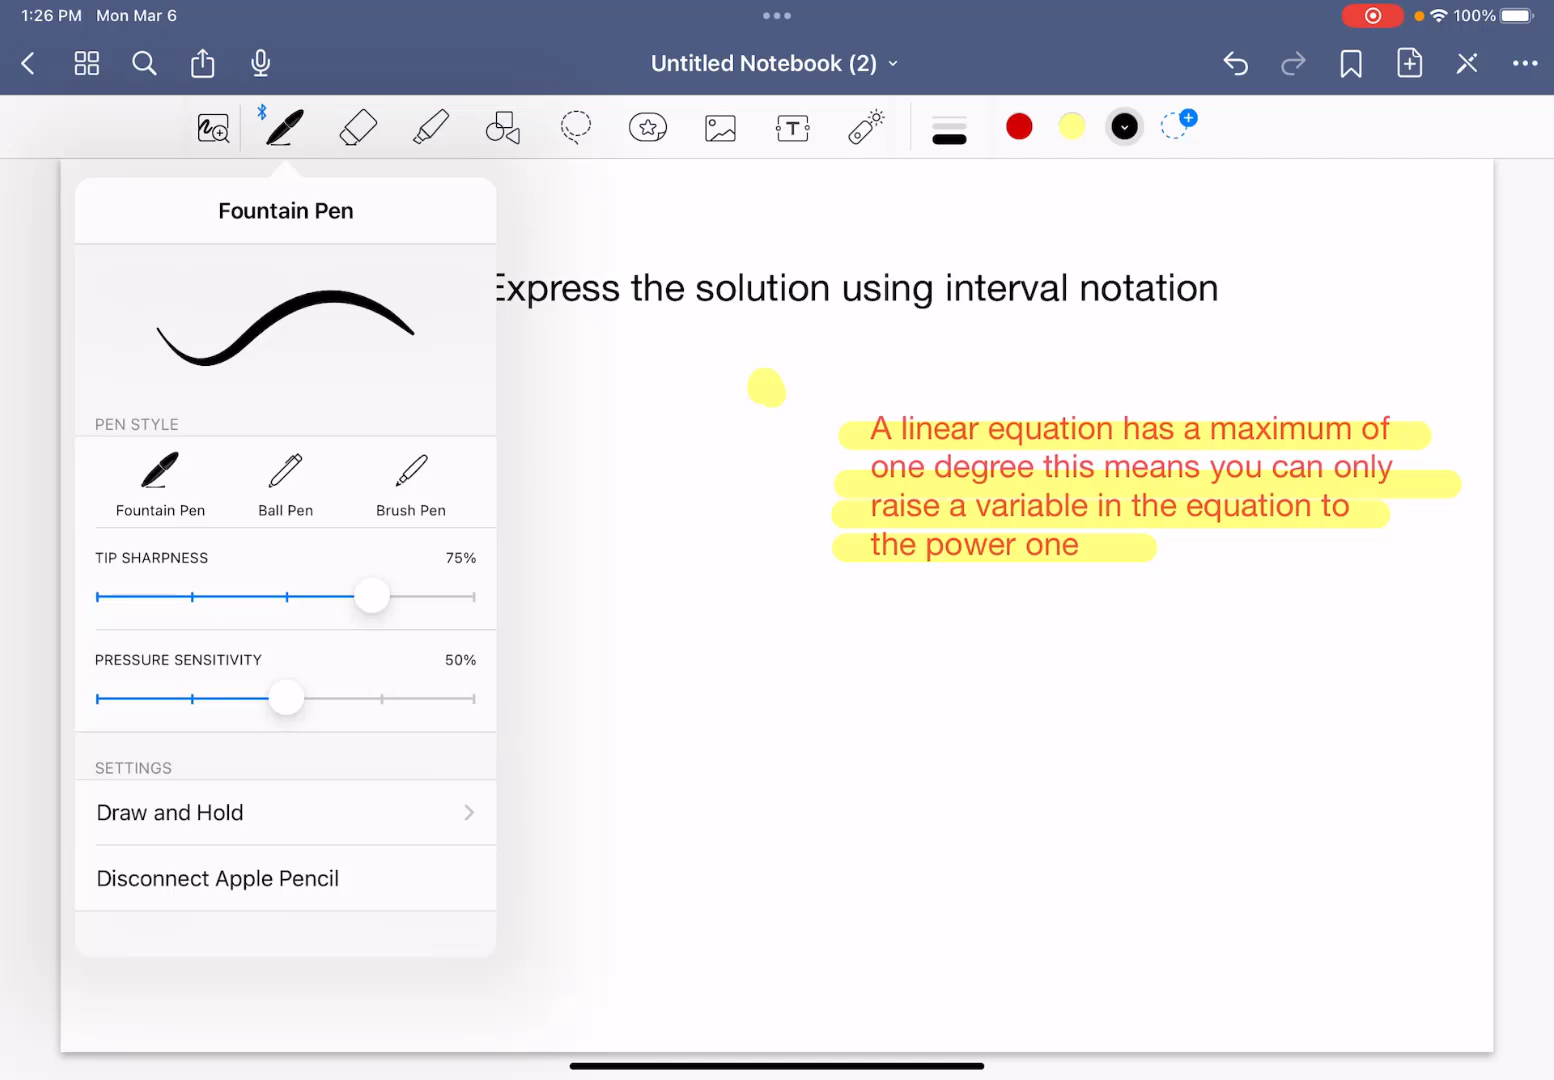 1:26 PM Mon Mar 6
100%
Untitled Notebook (2)
T
Fountain Pen
Express the solution using interval notation
PEN STYLE
Fountain Pen
Ball Pen
Brush Pen
TIP SHARPNESS
75%
PRESSURE SENSITIVITY
50%
SETTINGS
Draw and Hold
Disconnect Apple Pencil
A linear equation has a maximum of
one degree this means you can only
raise a variable in the equation to
the power one